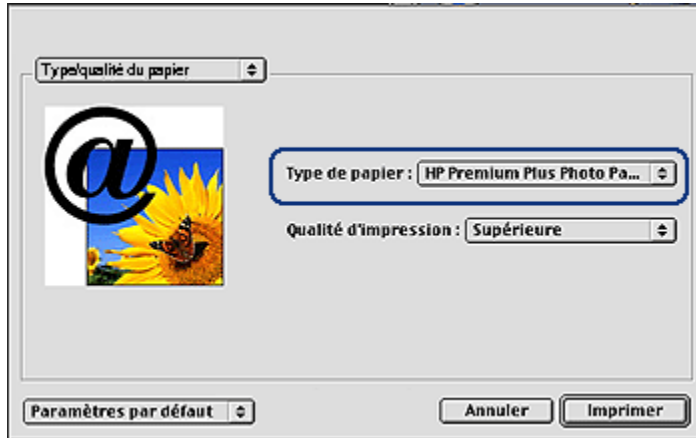 Type/qualité du papier
@
Type de papier : HP Premium Plus Photo Pa...
Qualité d'impression : Supérieure
Paramètres par défaut
Annuler
Imprimer